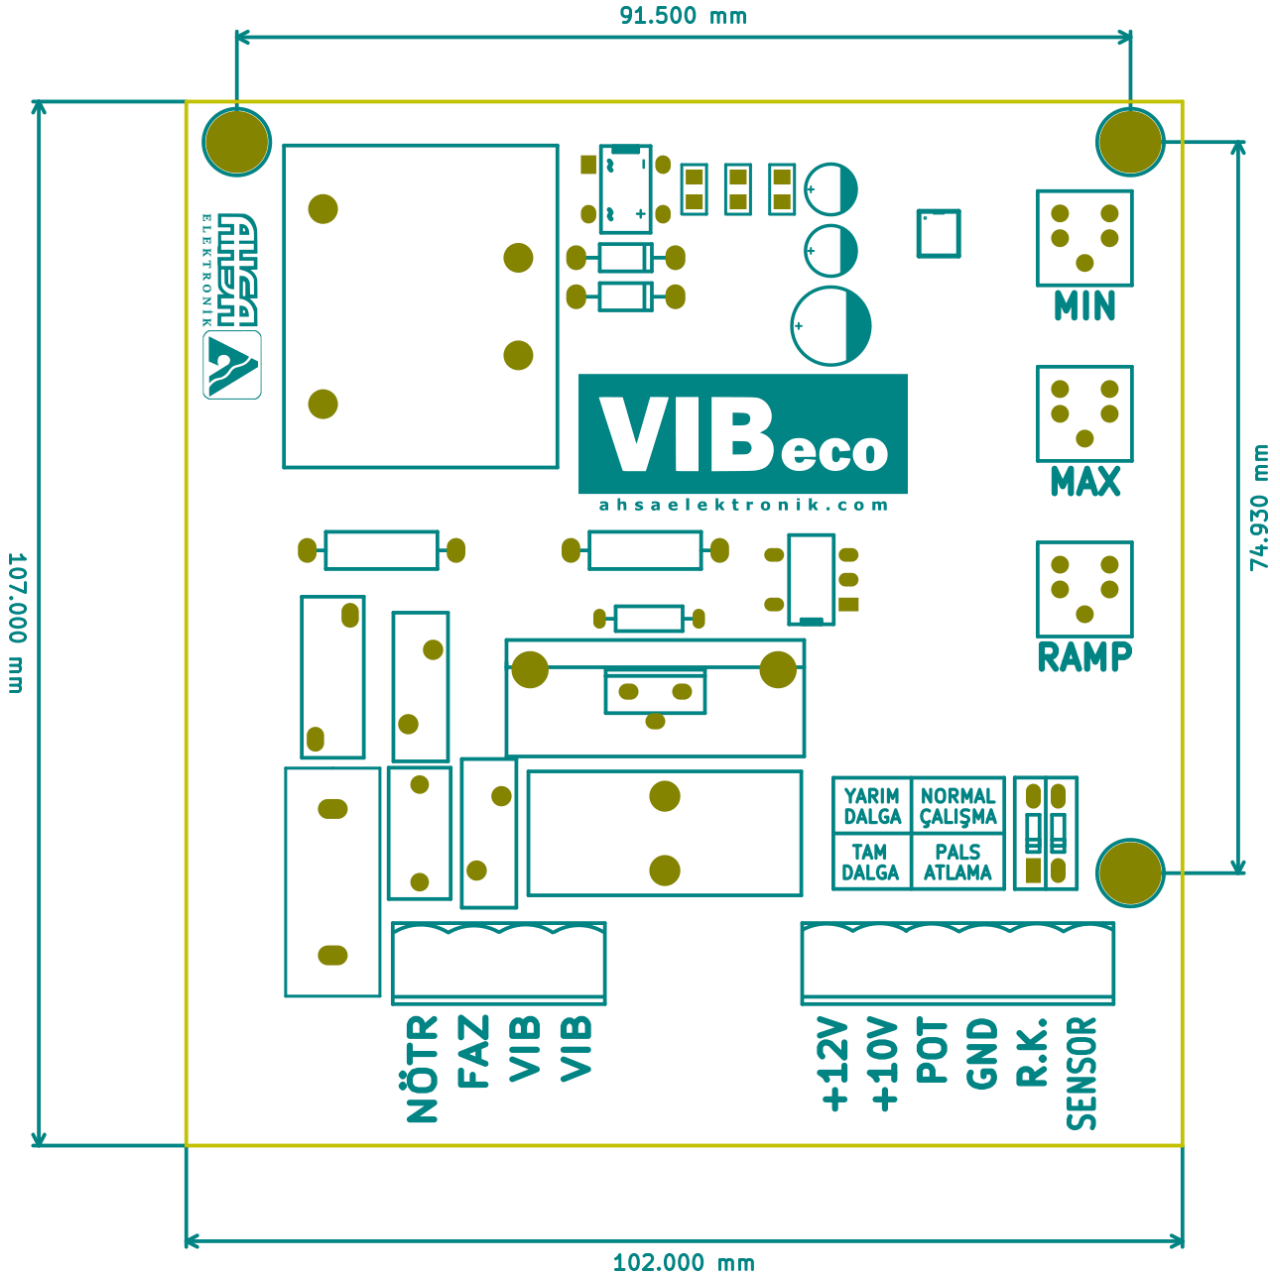 91.500 mm
AHSA
ELEKTRONİK
MIN
MAX
VIBeco
ahsaelektronik.com
74.930 mm
107.000 mm
RAMP
YARIM
DALGA
NORMAL
ÇALIŞMA
TAM
DALGA
PALS
ATLAMA
NÖTR
FAZ
VIB
VIB
+12V
+10V
POT
GND
R.K.
SENSOR
102.000 mm